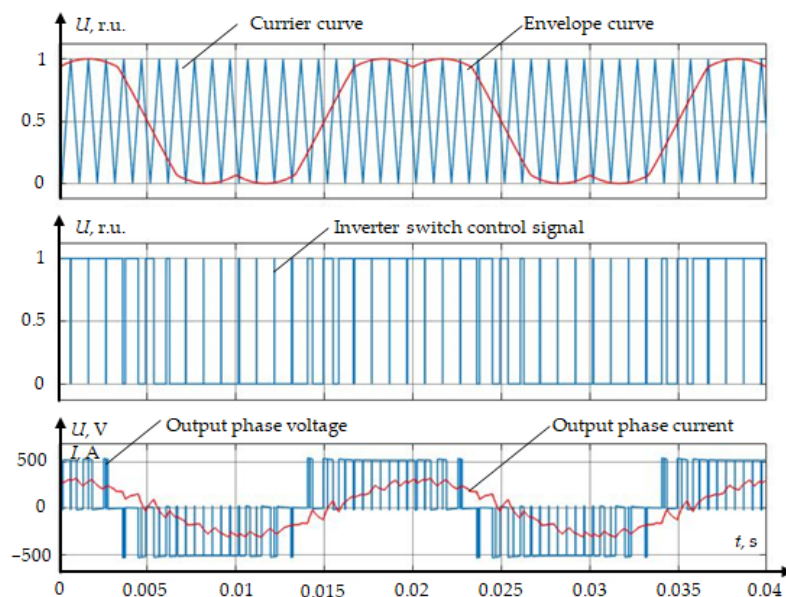 U, r.u.
Currier curve
Envelope curve
1
0.5
0
U, r.u.
Inverter switch control signal
1
0.5
0
U, V
Output phase voltage
Output phase current
I, A
500
0
−500
t, s
0
0.005
0.01
0.015
0.02
0.025
0.03
0.035
0.04